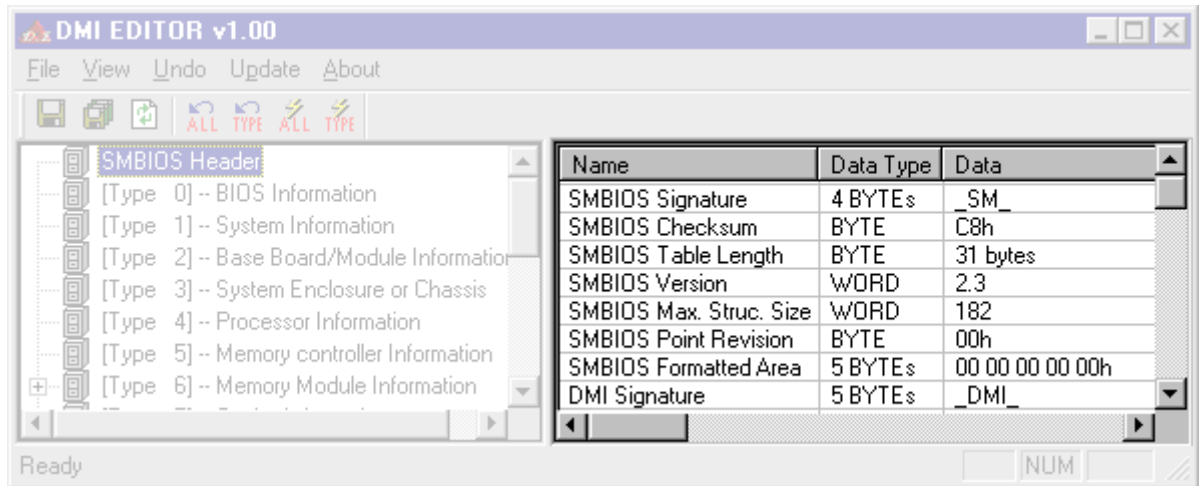 DMI EDITOR v1.00
File View Undo Update About
ALL TYPE ALL TYPE
SMBIOS Header
[Type 0] -- BIOS Information
[Type 1] -- System Information
[Type 2] -- Base Board/Module Information
[Type 3] -- System Enclosure or Chassis
[Type 4] -- Processor Information
[Type 5] -- Memory controller Information
[Type 6] -- Memory Module Information
Name Data Type Data
SMBIOS Signature 4 BYTEs _SM_
SMBIOS Checksum BYTE C8h
SMBIOS Table Length BYTE 31 bytes
SMBIOS Version WORD 2.3
SMBIOS Max. Struc. Size WORD 182
SMBIOS Point Revision BYTE 00h
SMBIOS Formatted Area 5 BYTEs 00 00 00 00 00h
DMI Signature 5 BYTEs _DMI_
Ready NUM